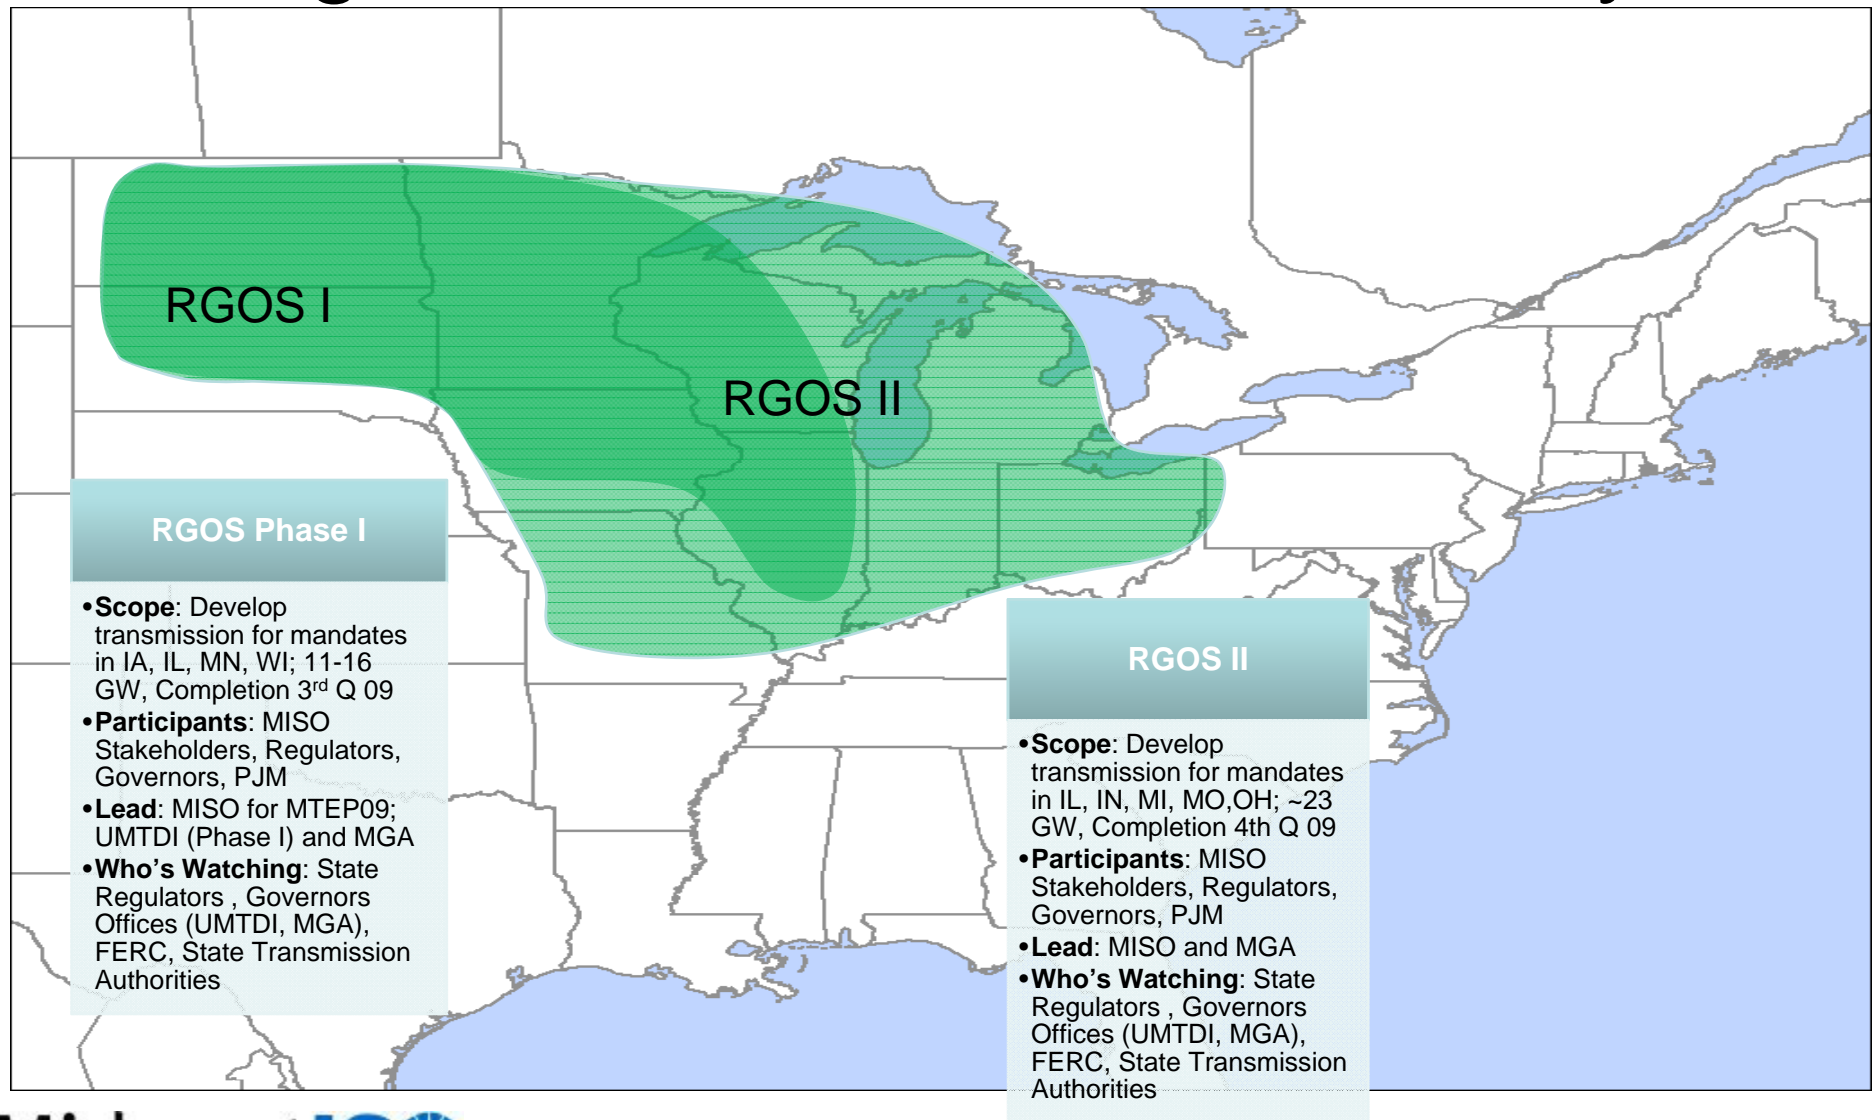 RGOS I
RGOS II
RGOS Phase I
•Scope: Develop
transmission for mandates
in IA, IL, MN, WI; 11-16
GW, Completion 3rd Q 09
•Participants: MISO
Stakeholders, Regulators,
Governors, PJM
•Lead: MISO for MTEP09;
UMTDI (Phase I) and MGA
•Who’s Watching: State
Regulators , Governors
Offices (UMTDI, MGA),
FERC, State Transmission
Authorities
RGOS II
•Scope: Develop
transmission for mandates
in IL, IN, MI, MO,OH; ~23
GW, Completion 4th Q 09
•Participants: MISO
Stakeholders, Regulators,
Governors, PJM
•Lead: MISO and MGA
•Who’s Watching: State
Regulators , Governors
Offices (UMTDI, MGA),
FERC, State Transmission
Authorities